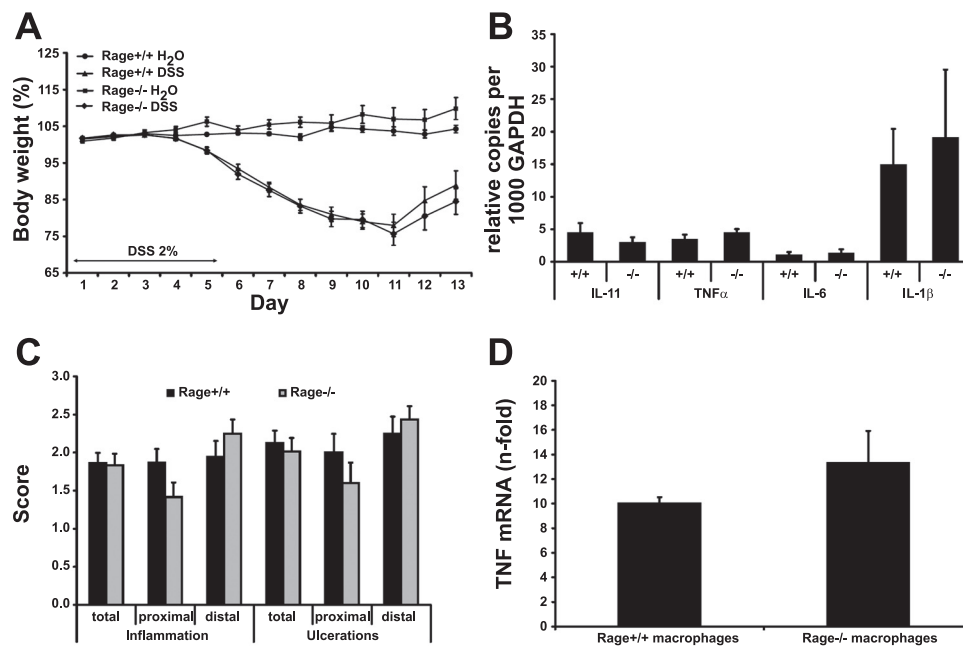 A
Body weight (%)
125
115
105
95
85
75
65
Rage+/+ H2O
Rage+/+ DSS
Rage-/- H2O
Rage-/- DSS
DSS 2%
1 2 3 4 5 6 7 8 9 10 11 12 13
Day
B
relative copies per
1000 GAPDH
35
30
25
20
15
10
5
0
+/+ -/- +/+ -/- +/+ -/- +/+ -/-
IL-11 TNFα IL-6 IL-1β
C
Score
3.0
2.5
2.0
1.5
1.0
0.5
0.0
Rage+/+ Rage-/-
total proximal distal total proximal distal
Inflammation Ulcerations
D
TNF mRNA (n-fold)
20
18
16
14
12
10
8
6
4
2
0
Rage+/+ macrophages Rage-/- macrophages